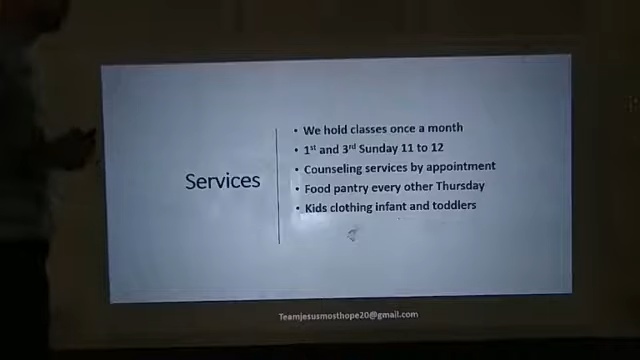 Services
• We hold classes once a month
• 1st and 3rd Sunday 11 to 12
• Counseling services by appointment
• Food pantry every other Thursday
• Kids clothing infant and toddlers
Teamjesusmosthope20@gmail.com